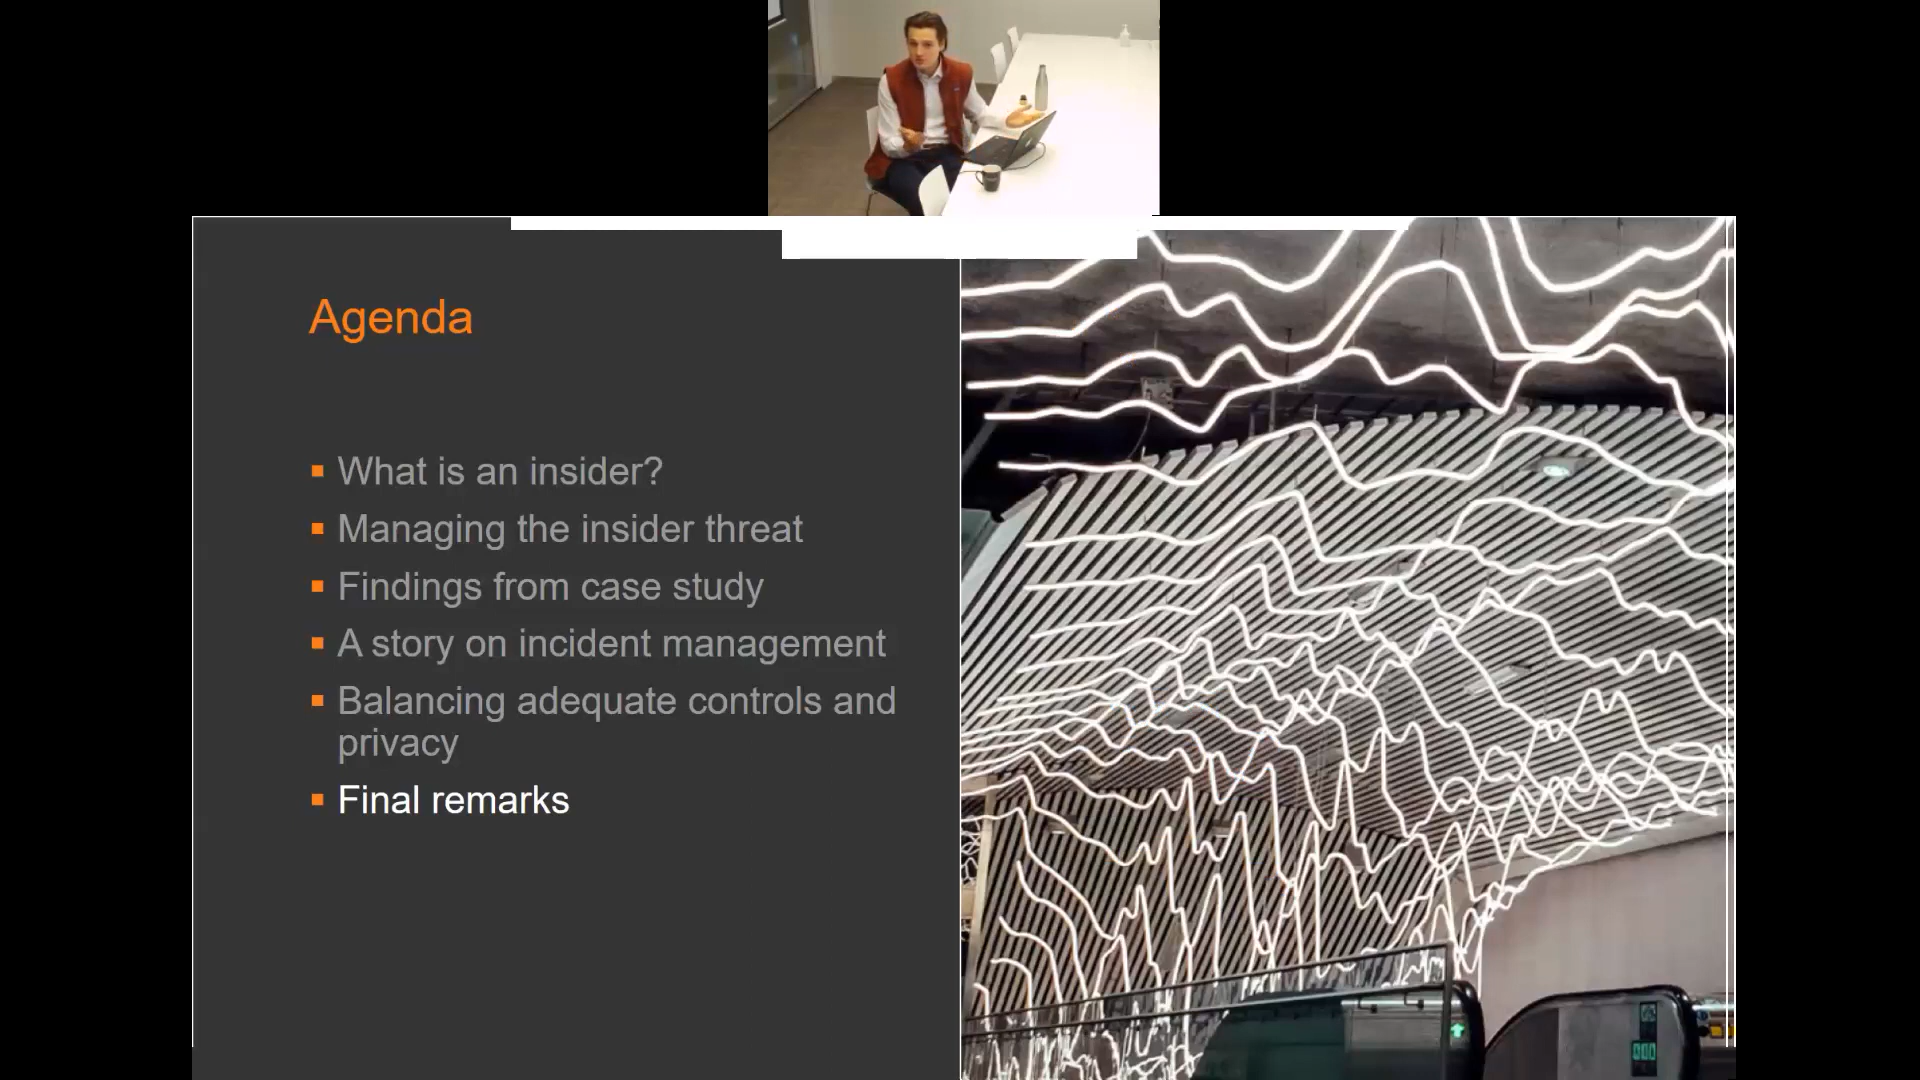 Agenda
What is an insider?
Managing the insider threat
Findings from case study
A story on incident management
Balancing adequate controls and
privacy
Final remarks